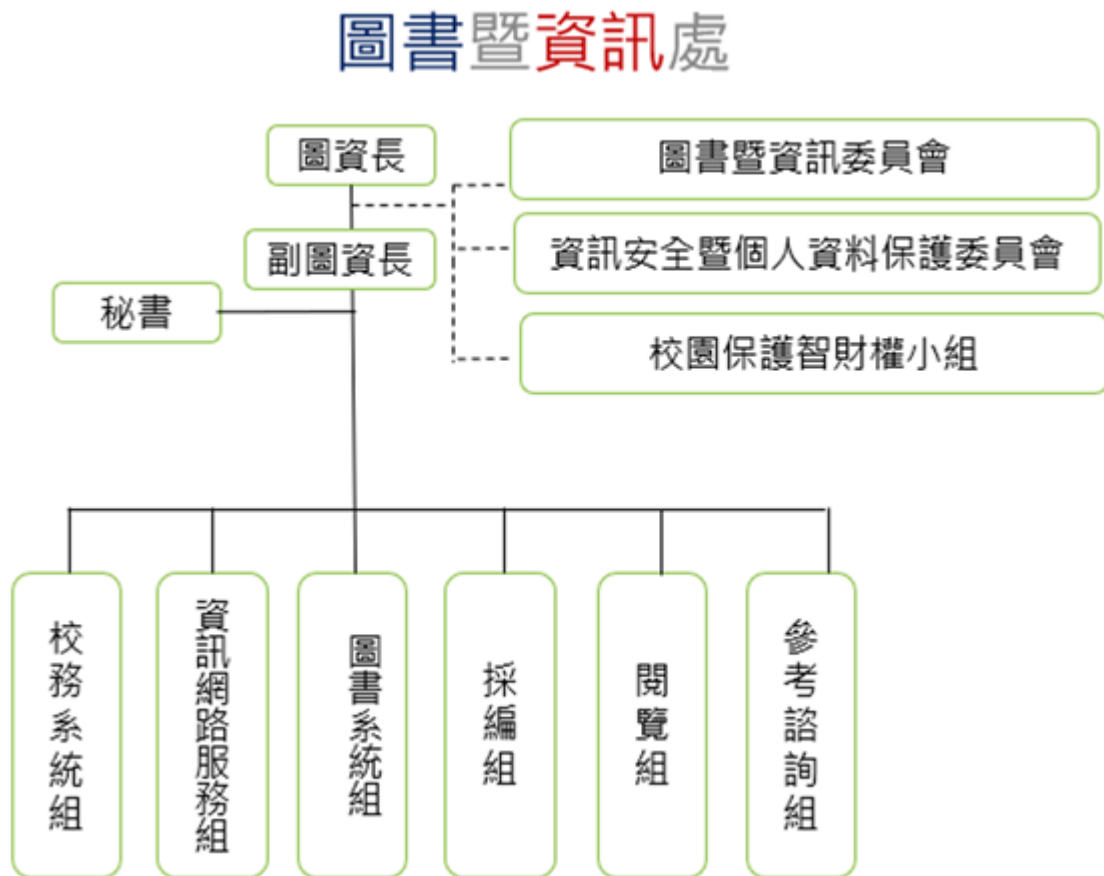 圖書暨資訊處
圖資長
圖書暨資訊委員會
副圖資長
資訊安全暨個人資料保護委員會
秘書
校園保護智財權小組
校務系統組
資訊網路服務組
圖書系統組
採編組
閱覽組
參考諮詢組